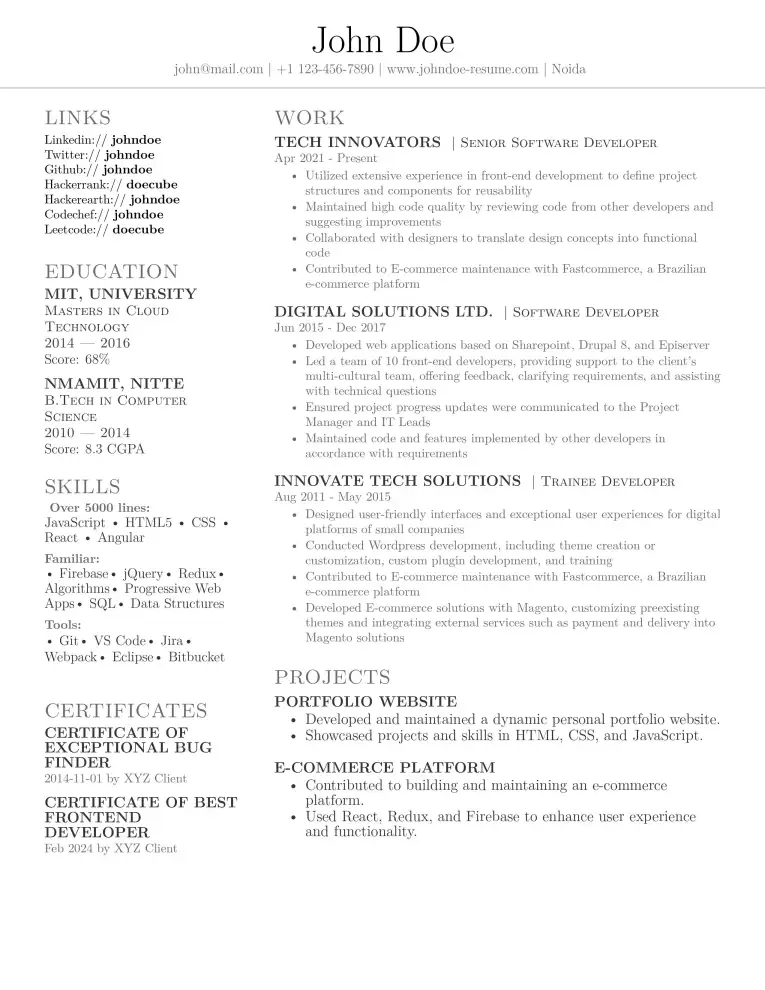 John Doe
john@mail.com | +1 123-456-7890 | www.johndoe-resume.com | Noida
LINKS
Linkedin:// johndoe
Twitter:// johndoe
Github:// johndoe
Hackerrank:// doecube
Hackerearth:// johndoe
Codechef:// johndoe
Leetcode:// doecube
EDUCATION
MIT, UNIVERSITY
Masters in Cloud
Technology
2014 — 2016
Score: 68%
NMAMIT, NITTE
B.Tech in Computer
Science
2010 — 2014
Score: 8.3 CGPA
SKILLS
Over 5000 lines:
JavaScript • HTML5 • CSS •
React • Angular
Familiar:
• Firebase • jQuery • Redux •
Algorithms • Progressive Web
Apps • SQL • Data Structures
Tools:
• Git • VS Code • Jira •
Webpack • Eclipse • Bitbucket
CERTIFICATES
CERTIFICATE OF
EXCEPTIONAL BUG
FINDER
2014-11-01 by XYZ Client
CERTIFICATE OF BEST
FRONTEND
DEVELOPER
Feb 2024 by XYZ Client
WORK
TECH INNOVATORS | Senior Software Developer
Apr 2021 - Present
• Utilized extensive experience in front-end development to define project
structures and components for reusability
• Maintained high code quality by reviewing code from other developers and
suggesting improvements
• Collaborated with designers to translate design concepts into functional
code
• Contributed to E-commerce maintenance with Fastcommerce, a Brazilian
e-commerce platform
DIGITAL SOLUTIONS LTD. | Software Developer
Jun 2015 - Dec 2017
• Developed web applications based on Sharepoint, Drupal 8, and Episerver
• Led a team of 10 front-end developers, providing support to the client's
multi-cultural team, offering feedback, clarifying requirements, and assisting
with technical questions
• Ensured project progress updates were communicated to the Project
Manager and IT Leads
• Maintained code and features implemented by other developers in
accordance with requirements
INNOVATE TECH SOLUTIONS | Trainee Developer
Aug 2011 - May 2015
• Designed user-friendly interfaces and exceptional user experiences for digital
platforms of small companies
• Conducted Wordpress development, including theme creation or
customization, custom plugin development, and training
• Contributed to E-commerce maintenance with Fastcommerce, a Brazilian
e-commerce platform
• Developed E-commerce solutions with Magento, customizing preexisting
themes and integrating external services such as payment and delivery into
Magento solutions
PROJECTS
PORTFOLIO WEBSITE
• Developed and maintained a dynamic personal portfolio website.
• Showcased projects and skills in HTML, CSS, and JavaScript.
E-COMMERCE PLATFORM
• Contributed to building and maintaining an e-commerce
platform.
• Used React, Redux, and Firebase to enhance user experience
and functionality.